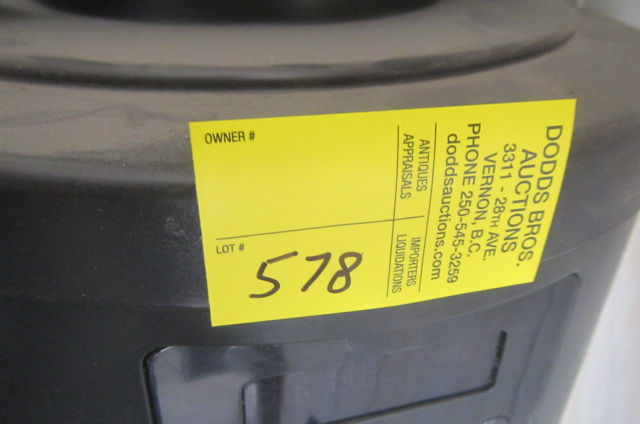 OWNER #
LOT #
578
ANTIQUES
APPRAISALS
IMPORTERS
LIQUIDATIONS
DODDS BROS.
AUCTIONS
3311 - 28TH AVE.
VERNON, B.C.
PHONE 250-545-3259
doddsauctions.com